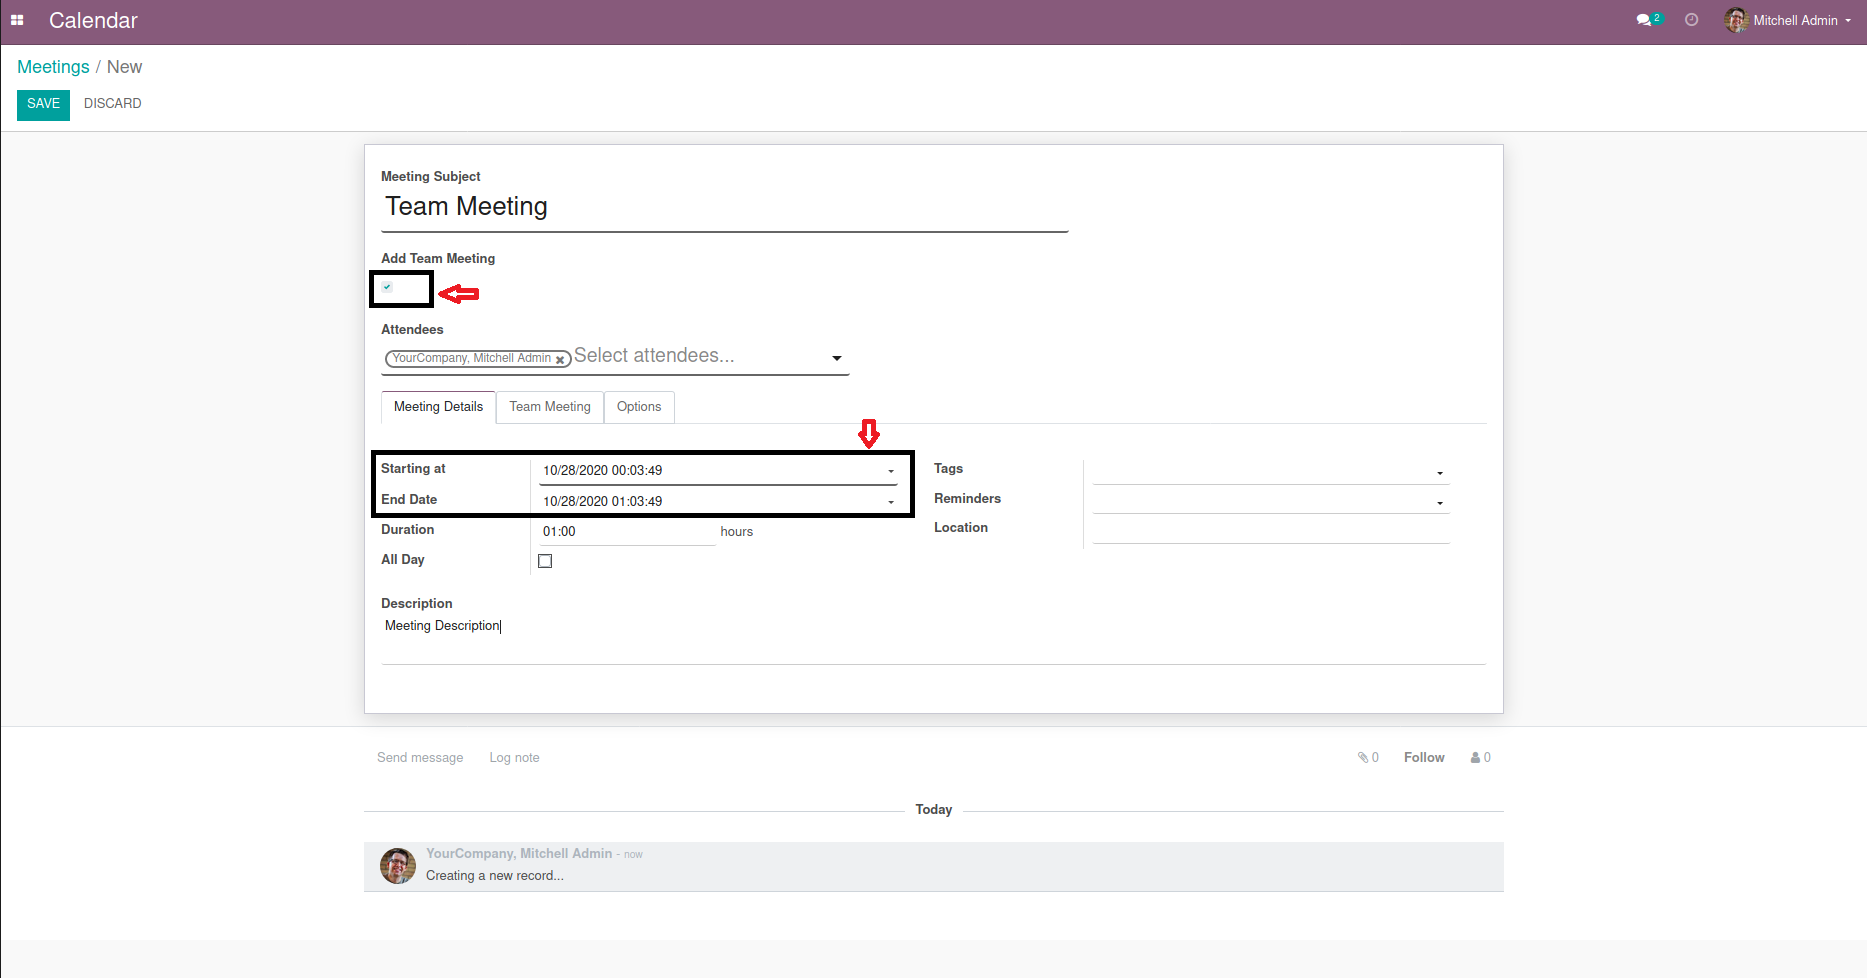 Calendar
2
Mitchell Admin
Meetings / New
SAVE DISCARD
Meeting Subject
Team Meeting
Add Team Meeting
Attendees
YourCompany, Mitchell Admin Select attendees...
Meeting Details Team Meeting Options
Starting at 10/28/2020 00:03:49
End Date 10/28/2020 01:03:49
Duration 01:00 hours
All Day
Tags
Reminders
Location
Description
Meeting Description
Send message Log note 0 Follow 0
Today
YourCompany, Mitchell Admin - now
Creating a new record...